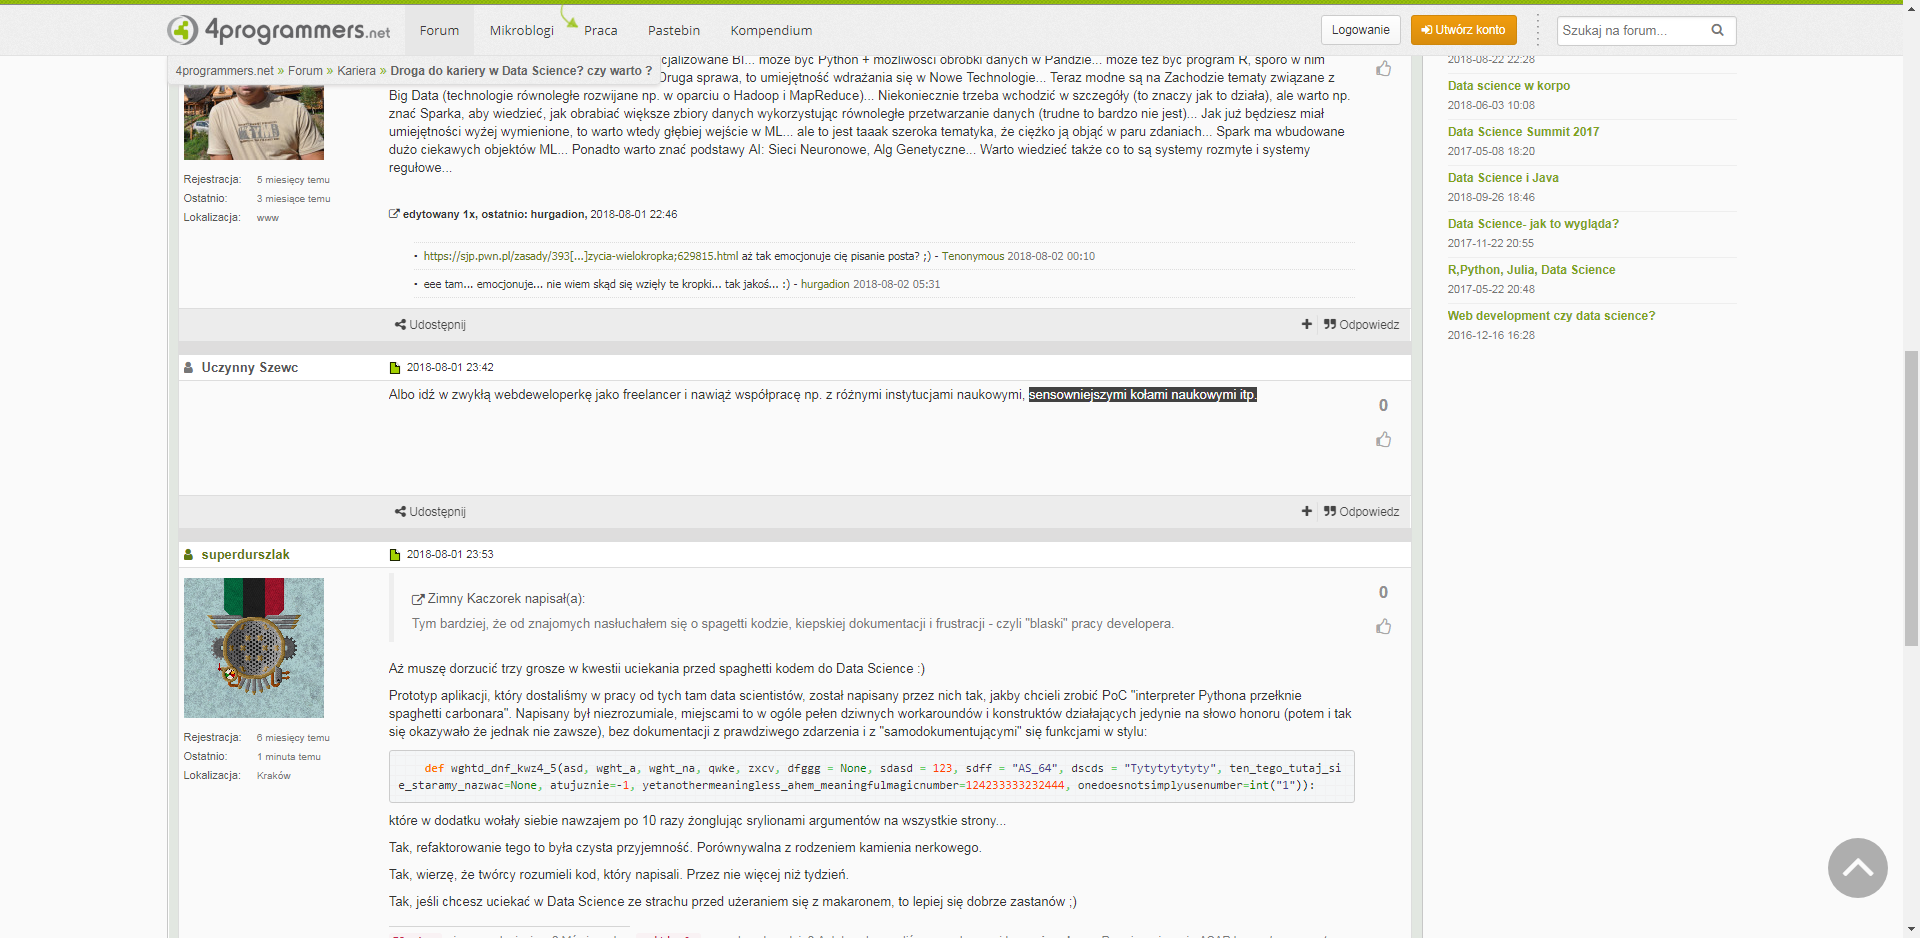 4programmers.net Forum Mikroblogi Praca Pastebin Kompendium Logowanie Utwórz konto Szukaj na forum...
4programmers.net » Forum » Kariera » Droga do kariery w Data Science? czy warto ?
cjalizowane BI... może być Python + możliwości obróbki danych w Pandzie... może też być program R, sporo w nim
Druga sprawa, to umiejętność wdrażania się w Nowe Technologie... Teraz modne są na Zachodzie tematy związane z
Big Data (technologie równoległe rozwijane np. w oparciu o Hadoop i MapReduce)... Niekoniecznie trzeba wchodzić w szczegóły (to znaczy jak to działa), ale warto np.
znać Sparka, aby wiedzieć, jak obrabiać większe zbiory danych wykorzystując równoległe przetwarzanie danych (trudne to bardzo nie jest)... Jak już będziesz miał
umiejętności wyżej wymienione, to warto wtedy głębiej wejście w ML... ale to jest taaak szeroka tematyka, że ciężko ją objąć w paru zdaniach... Spark ma wbudowane
dużo ciekawych objektów ML... Ponadto warto znać podstawy AI: Sieci Neuronowe, Alg Genetyczne... Warto wiedzieć także co to są systemy rozmyte i systemy
regułowe...
Rejestracja: 5 miesięcy temu
Ostatnio: 3 miesiące temu
Lokalizacja: www
edytowany 1x, ostatnio: hurgadion, 2018-08-01 22:46
• https://sjp.pwn.pl/zasady/393[...]zycia-wielokropka;629815.html aż tak emocjonuje cię pisanie posta? ;) - Tenonymous 2018-08-02 00:10
• eee tam... emocjonuje... nie wiem skąd się wzięły te kropki... tak jakoś... :) - hurgadion 2018-08-02 05:31
Udostępnij + Odpowiedz
Uczynny Szewc 2018-08-01 23:42
Albo idź w zwykłą webdeweloperkę jako freelancer i nawiąż współpracę np. z różnymi instytucjami naukowymi, sensowniejszymi kołami naukowymi itp.
0
Udostępnij + Odpowiedz
superdurszlak 2018-08-01 23:53
Rejestracja: 6 miesięcy temu
Ostatnio: 1 minuta temu
Lokalizacja: Kraków
0
Zimny Kaczorek napisał(a):
Tym bardziej, że od znajomych nasłuchałem się o spagetti kodzie, kiepskiej dokumentacji i frustracji - czyli "blaski" pracy developera.
Aż muszę dorzucić trzy grosze w kwestii uciekania przed spaghetti kodem do Data Science :)
Prototyp aplikacji, który dostaliśmy w pracy od tych tam data scientistów, został napisany przez nich tak, jakby chcieli zrobić PoC "interpreter Pythona przełknie
spaghetti carbonara". Napisany był niezrozumiale, miejscami to w ogóle pełen dziwnych workaroundów i konstruktów działających jedynie na słowo honoru (potem i tak
się okazywało że jednak nie zawsze), bez dokumentacji z prawdziwego zdarzenia i z "samodokumentującymi" się funkcjami w stylu:
def wghtd_dnf_kwz4_5(asd, wght_a, wght_na, qwke, zxcv, dfggg = None, sdasd = 123, sdff = "AS_64", dscds = "Tytytytytyty", ten_tego_tutaj_si
e_staramy_nazwac=None, atujuznie=-1, yetanothermeaningless_ahem_meaningfulmagicnumber=124233333232444, onedoesnotsimplyusenumber=int("1")):
które w dodatku wołały siebie nawzajem po 10 razy żonglując srylionami argumentów na wszystkie strony...
Tak, refaktorowanie tego to była czysta przyjemność. Porównywalna z rodzeniem kamienia nerkowego.
Tak, wierzę, że twórcy rozumieli kod, który napisali. Przez nie więcej niż tydzień.
Tak, jeśli chcesz uciekać w Data Science ze strachu przed użeraniem się z makaronem, to lepiej się dobrze zastanów ;)
2018-08-02 22:28
Data science w korpo
2018-06-03 10:08
Data Science Summit 2017
2017-05-08 18:20
Data Science i Java
2018-09-26 18:46
Data Science- jak to wygląda?
2017-11-22 20:55
R,Python, Julia, Data Science
2017-05-22 20:48
Web development czy data science?
2016-12-16 16:28